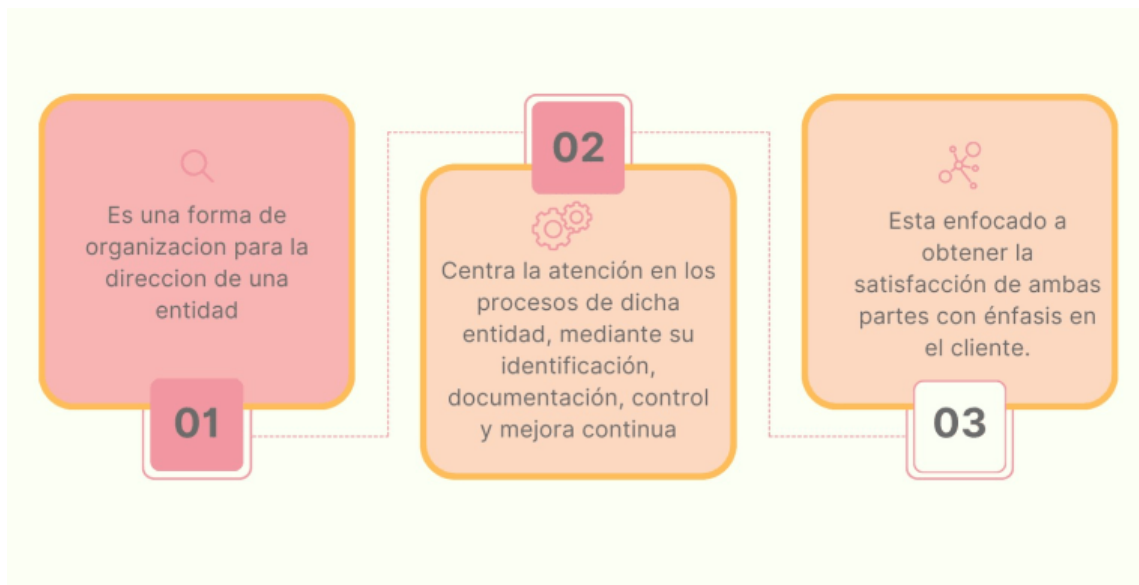 Es una forma de
organizacion para la
direccion de una
entidad
01
02
Centra la atención en los
procesos de dicha
entidad, mediante su
identificación,
documentación, control
y mejora continua
Esta enfocado a
obtener la
satisfacción de ambas
partes con énfasis en
el cliente.
03